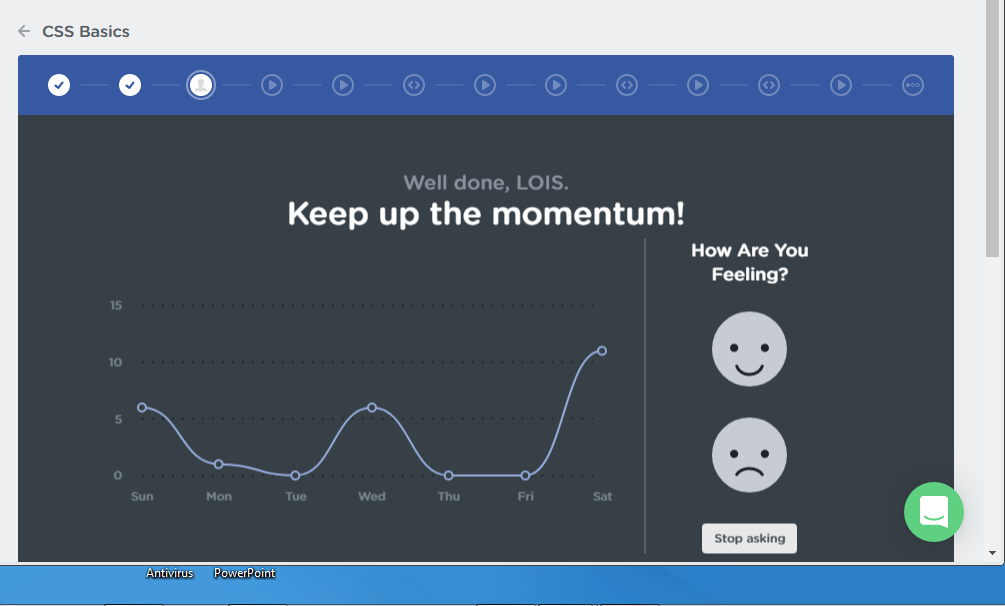 CSS Basics
Well done, LOIS.
Keep up the momentum!
How Are You
Feeling?
15
10
5
0
Sun Mon Tue Wed Thu Fri Sat
Stop asking
Antivirus PowerPoint